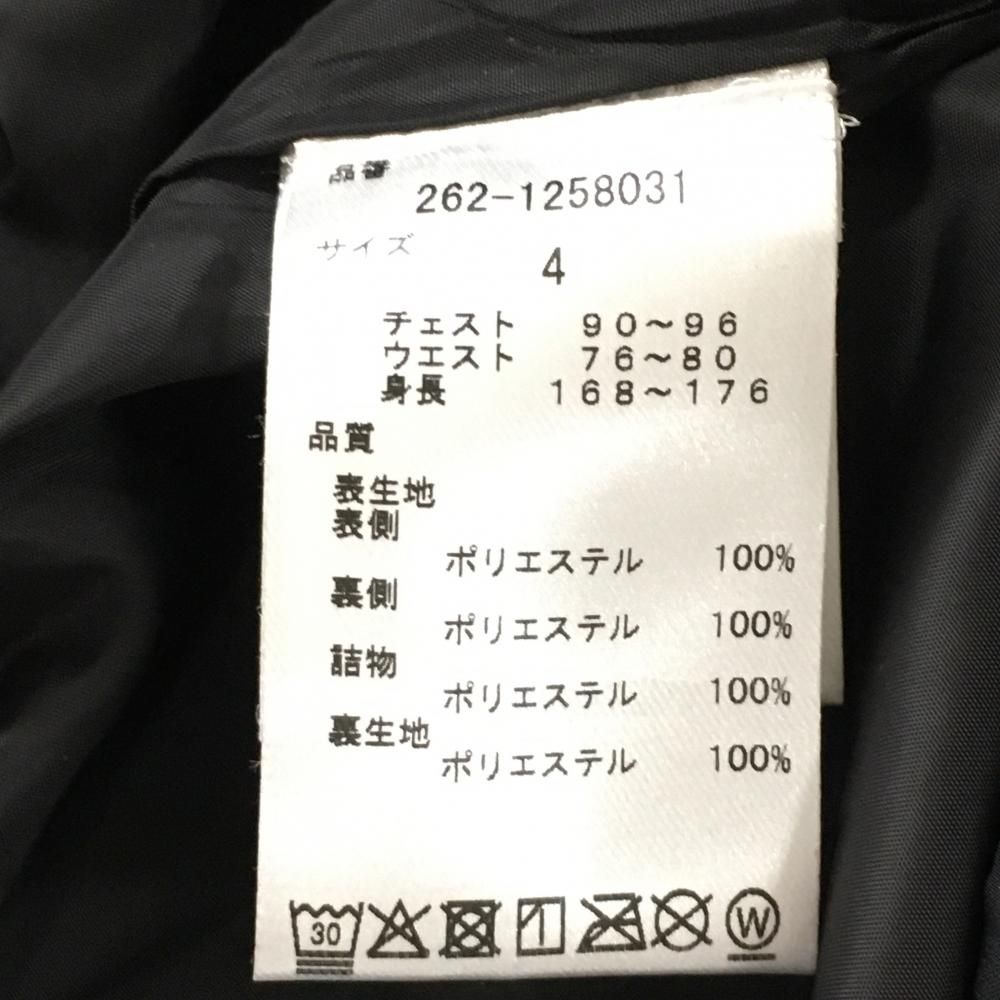 品番 262-1258031
サイズ 4
チェスト 90～96
ウエスト 76～80
身長 168～176
品質
表生地
表側
ポリエステル 100%
裏側
ポリエステル 100%
詰物
ポリエステル 100%
裏生地
ポリエステル 100%
30 W